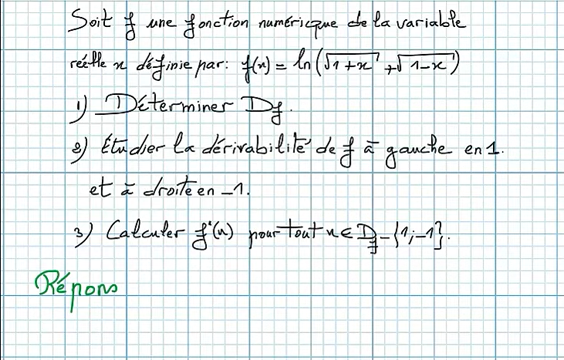 Soit f une fonction numérique de la variable
réelle x définie par: f(x) = ln(√1+x + √1-x)
1) Déterminer Df.
2) Étudier la dérivabilité de f à gauche en 1.
et à droite en -1.
3) Calculer f'(x) pour tout x ∈ Df - {1;-1}.
Répons